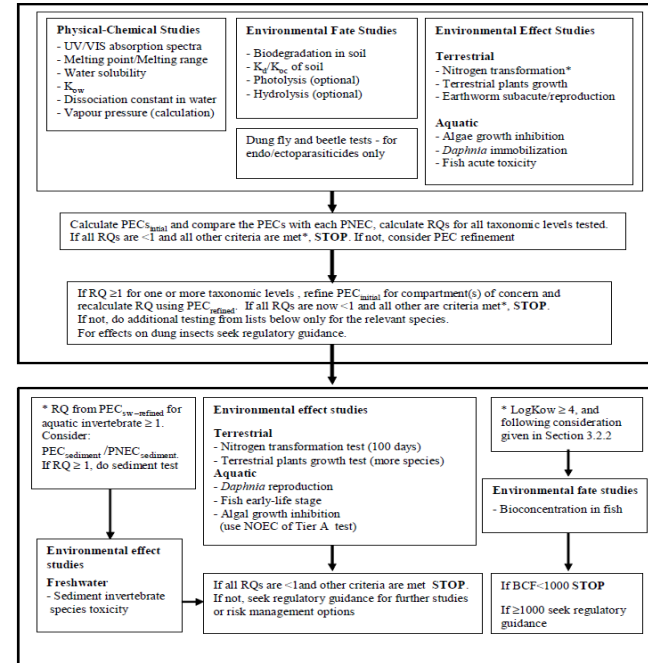 Physical-Chemical Studies
- UV/VIS absorption spectra
- Melting point/Melting range
- Water solubility
- Kow
- Dissociation constant in water
- Vapour pressure (calculation)
Environmental Fate Studies
- Biodegradation in soil
- Kd/Koc of soil
- Photolysis (optional)
- Hydrolysis (optional)
Dung fly and beetle tests - for
endo/ectoparasiticides only
Environmental Effect Studies
Terrestrial
- Nitrogen transformation*
- Terrestrial plants growth
- Earthworm subacute/reproduction
Aquatic
- Algae growth inhibition
- Daphnia immobilization
- Fish acute toxicity
Calculate PECsintial and compare the PECs with each PNEC, calculate RQs for all taxonomic levels tested.
If all RQs are <1 and all other criteria are met*, STOP. If not, consider PEC refinement
If RQ ≥1 for one or more taxonomic levels , refine PECinitial for compartment(s) of concern and
recalculate RQ using PECrefined. If all RQs are now <1 and all other are criteria met*, STOP.
If not, do additional testing from lists below only for the relevant species.
For effects on dung insects seek regulatory guidance.
* RQ from PECsw-refined for
aquatic invertebrate ≥ 1.
Consider:
PECsediment /PNECsediment.
If RQ ≥ 1, do sediment test
Environmental effect studies
Terrestrial
- Nitrogen transformation test (100 days)
- Terrestrial plants growth test (more species)
Aquatic
- Daphnia reproduction
- Fish early-life stage
- Algal growth inhibition
(use NOEC of Tier A test)
* LogKow ≥ 4, and
following consideration
given in Section 3.2.2
Environmental fate studies
- Bioconcentration in fish
Environmental effect
studies
Freshwater
- Sediment invertebrate
species toxicity
If all RQs are <1and other criteria are met STOP.
If not, seek regulatory guidance for further studies
or risk management options
If BCF<1000 STOP
If ≥1000 seek regulatory
guidance